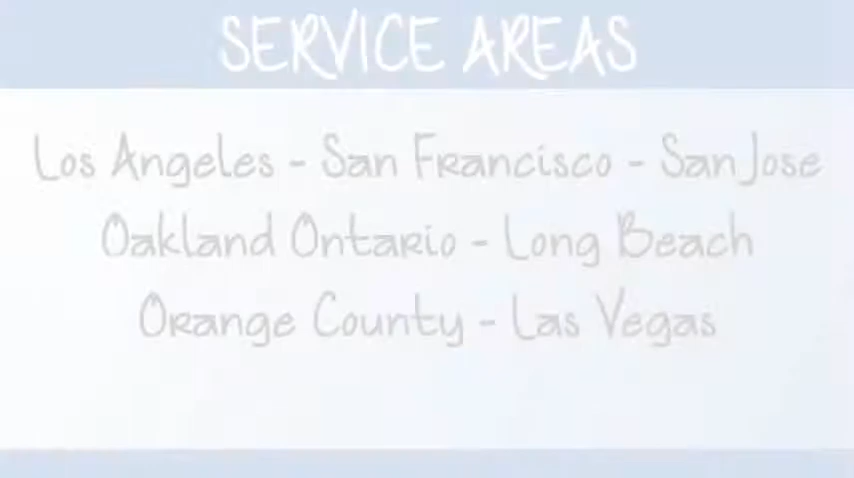 SERVICE AREAS
Los Angeles - San Francisco - San Jose
Oakland Ontario - Long Beach
Orange County - Las Vegas